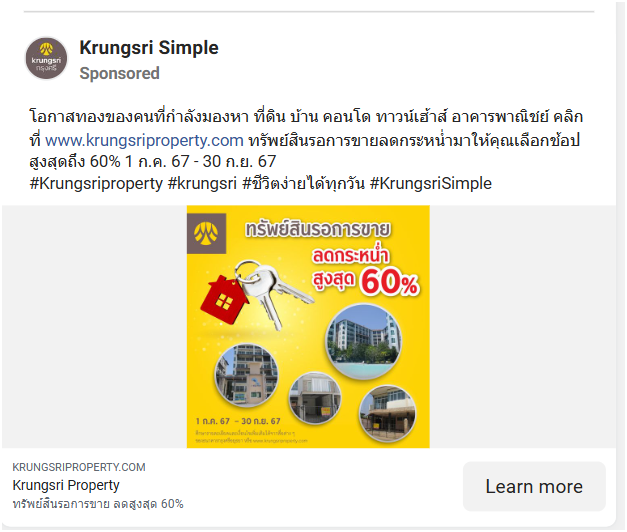 Krungsri Simple
Sponsored
krungsri
กรุงศรี
โอกาสทองของคนที่กำลังมองหา ที่ดิน บ้าน คอนโด ทาวน์เฮ้าส์ อาคารพาณิชย์ คลิก
ที่ www.krungsriproperty.com ทรัพย์สินรอการขายลดกระหน่ำมาให้คุณเลือกช้อป
สูงสุดถึง 60% 1 ก.ค. 67 - 30 ก.ย. 67
#Krungsriproperty #krungsri #ชีวิตง่ายได้ทุกวัน #KrungsriSimple
ทรัพย์สินรอการขาย
ลดกระหน่ำ
สูงสุด 60%
1 ก.ค. 67 - 30 ก.ย. 67
www.krungsriproperty.com
KRUNGSRIPROPERTY.COM
Krungsri Property
ทรัพย์สินรอการขาย ลดสูงสุด 60%
Learn more